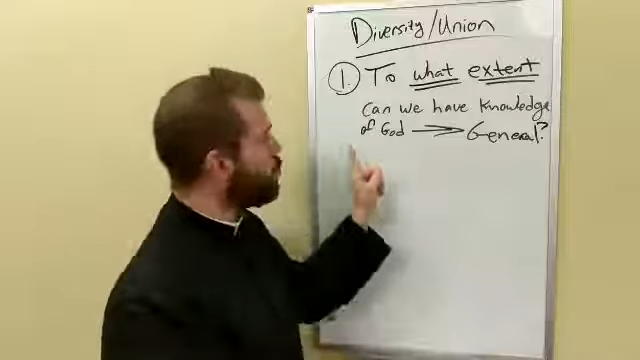 Diversity/Union
1. To what extent
Can we have Knowledge
of God → General?